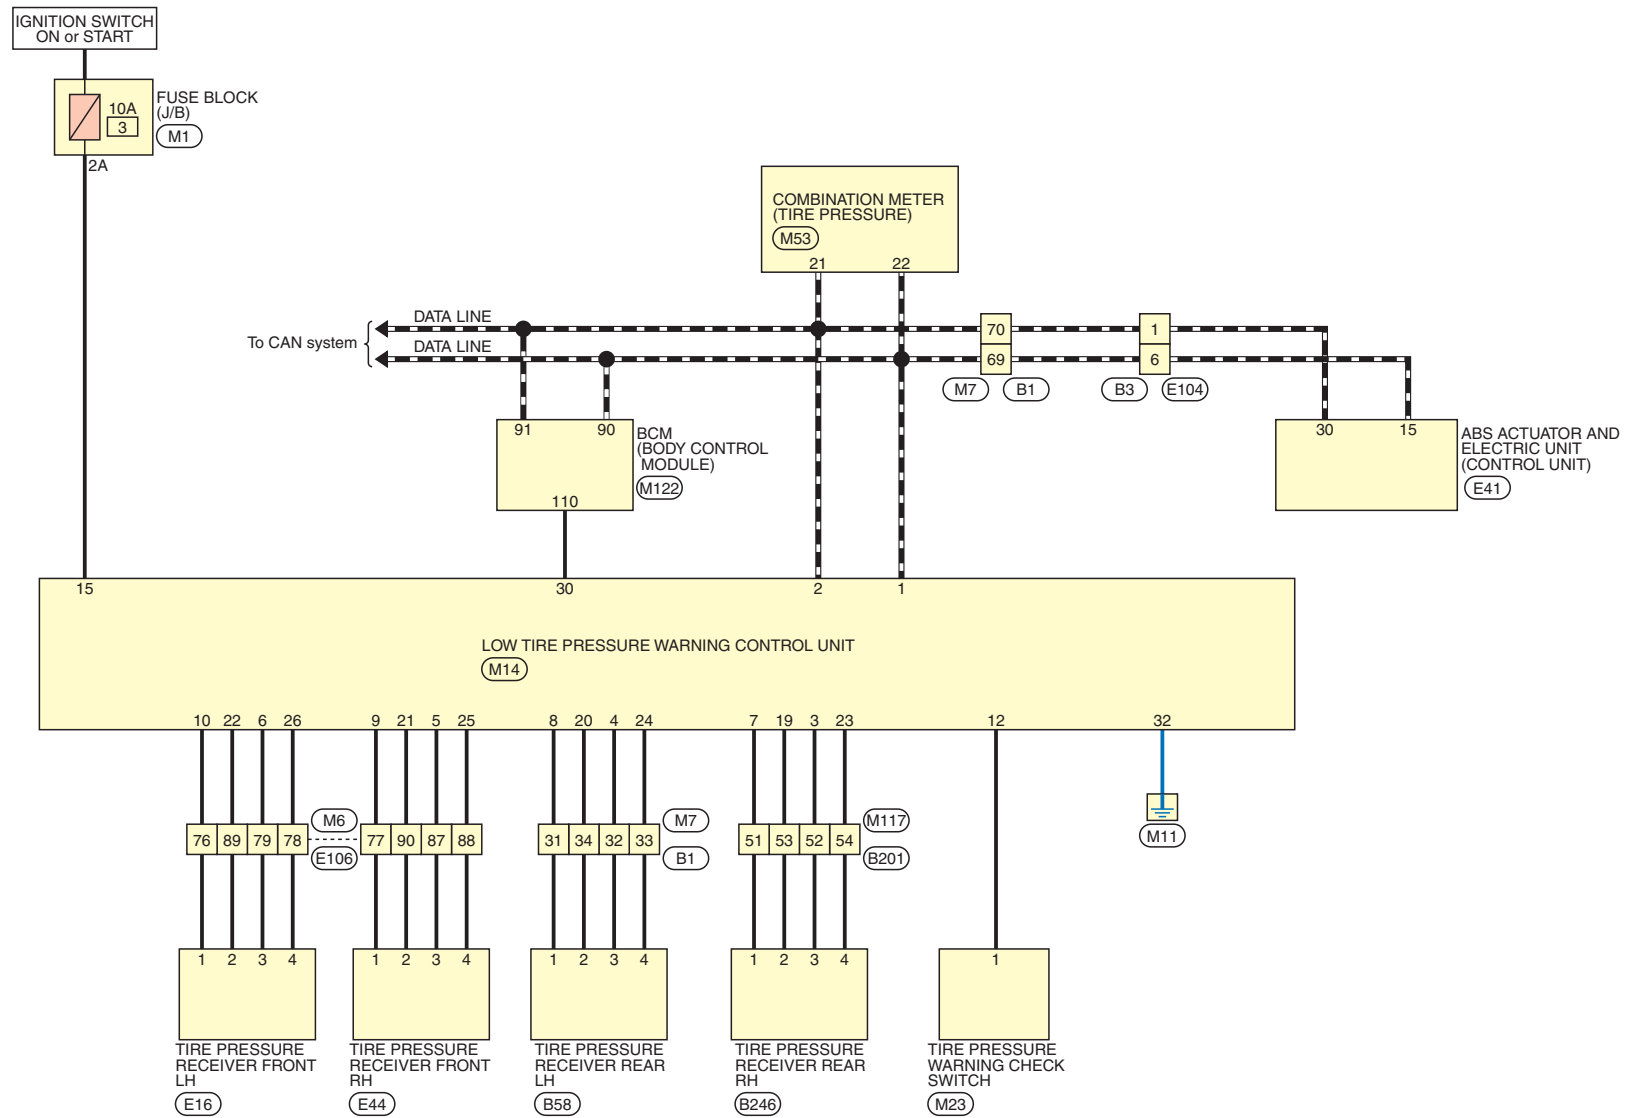 IGNITION SWITCH
ON or START
10A
3
FUSE BLOCK
(J/B)
M1
2A
COMBINATION METER
(TIRE PRESSURE)
M53
21 22
To CAN system
DATA LINE
DATA LINE
70 1
69 6
M7 B1 B3 E104
91 90
BCM
(BODY CONTROL
MODULE)
M122
110
30 15
ABS ACTUATOR AND
ELECTRIC UNIT
(CONTROL UNIT)
E41
15 30 2 1
LOW TIRE PRESSURE WARNING CONTROL UNIT
M14
10 22 6 26 9 21 5 25 8 20 4 24 7 19 3 23 12 32
M6 M7 M117
76 89 79 78 77 90 87 88 31 34 32 33 51 53 52 54
E106 B1 B201
M11
1 2 3 4 1 2 3 4 1 2 3 4 1 2 3 4 1
TIRE PRESSURE
RECEIVER FRONT
LH
E16
TIRE PRESSURE
RECEIVER FRONT
RH
E44
TIRE PRESSURE
RECEIVER REAR
LH
B58
TIRE PRESSURE
RECEIVER REAR
RH
B246
TIRE PRESSURE
WARNING CHECK
SWITCH
M23